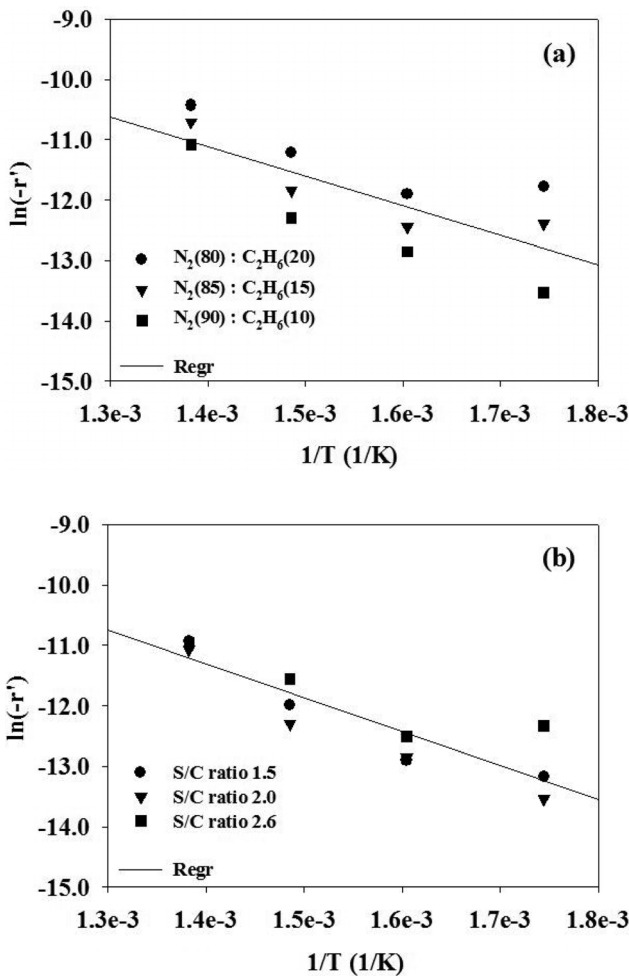 -9.0
(a)
-10.0
-11.0
-12.0
-13.0
-14.0
-15.0
ln(-r')
N₂(80) : C₂H₆(20)
N₂(85) : C₂H₆(15)
N₂(90) : C₂H₆(10)
Regr
1.3e-3 1.4e-3 1.5e-3 1.6e-3 1.7e-3 1.8e-3
1/T (1/K)
-9.0
(b)
-10.0
-11.0
-12.0
-13.0
-14.0
-15.0
ln(-r')
S/C ratio 1.5
S/C ratio 2.0
S/C ratio 2.6
Regr
1.3e-3 1.4e-3 1.5e-3 1.6e-3 1.7e-3 1.8e-3
1/T (1/K)